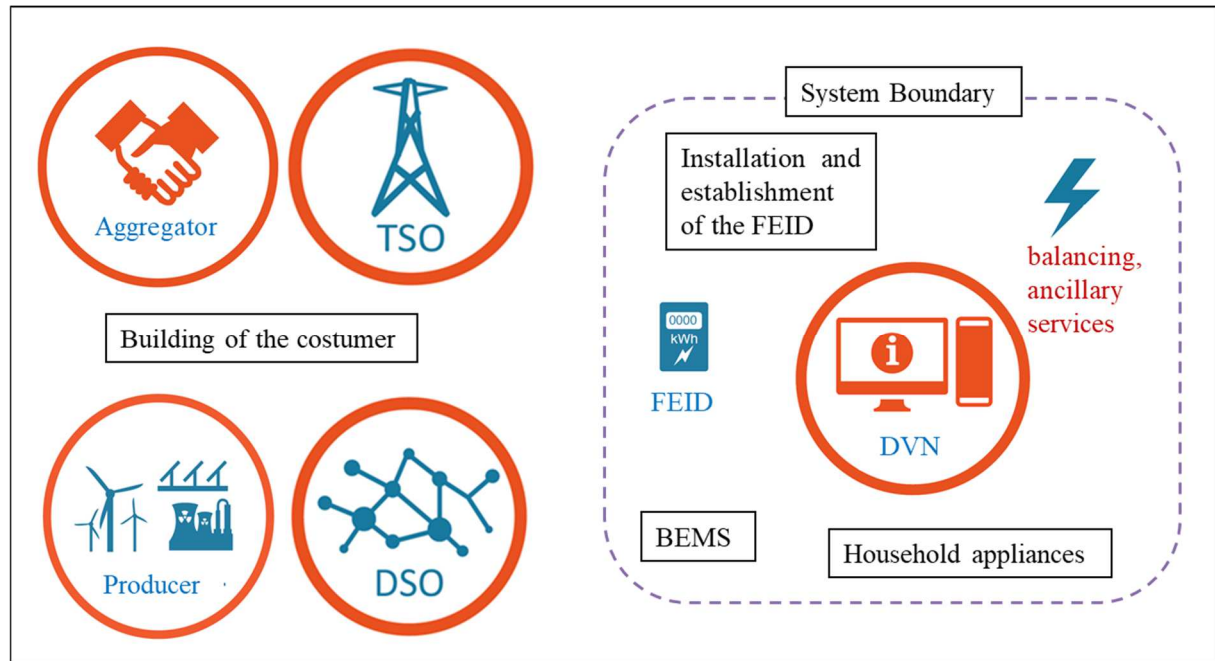 Aggregator
TSO
Building of the costumer
Producer
DSO
System Boundary
Installation and
establishment
of the FEID
balancing,
ancillary
services
0000
kWh
FEID
i
DVN
BEMS
Household appliances